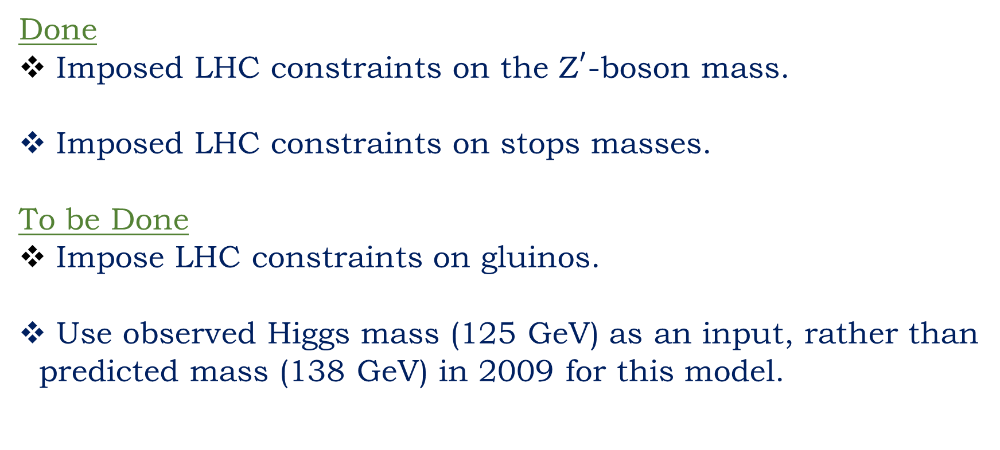 Done
❖ Imposed LHC constraints on the Z′-boson mass.
❖ Imposed LHC constraints on stops masses.
To be Done
❖ Impose LHC constraints on gluinos.
❖ Use observed Higgs mass (125 GeV) as an input, rather than
predicted mass (138 GeV) in 2009 for this model.